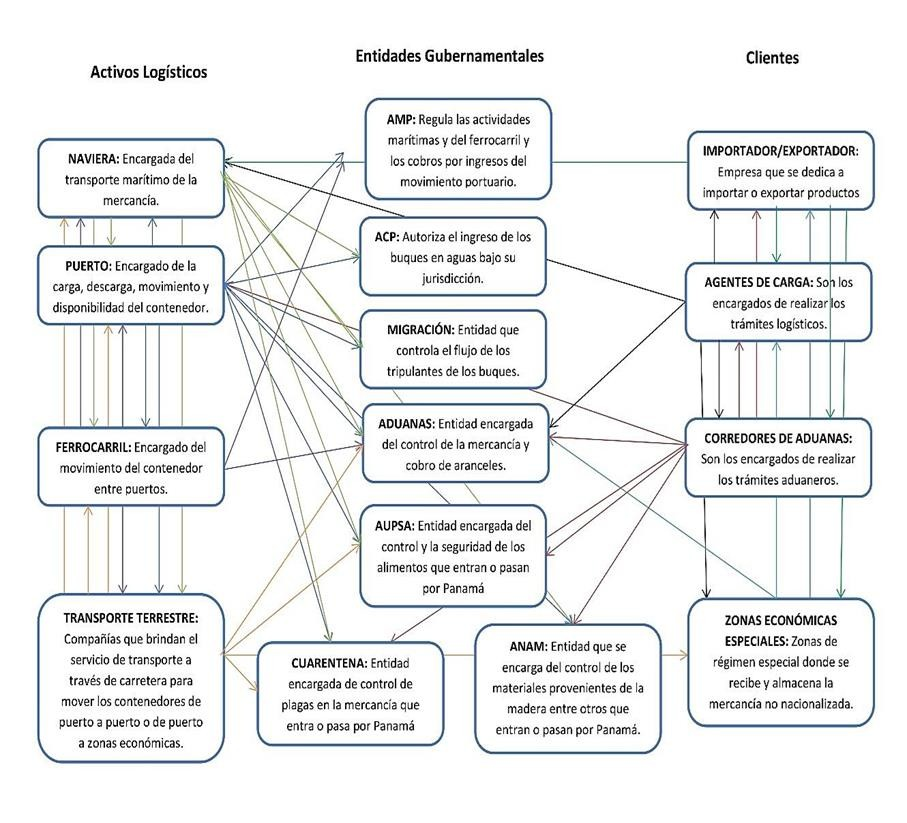 Activos Logísticos
Entidades Gubernamentales
Clientes
NAVIERA: Encargada del
transporte marítimo de la
mercancía.
PUERTO: Encargado de la
carga, descarga, movimiento y
disponibilidad del contenedor.
FERROCARRIL: Encargado del
movimiento del contenedor
entre puertos.
TRANSPORTE TERRESTRE:
Compañías que brindan el
servicio de transporte a
través de carretera para
mover los contenedores de
puerto a puerto o de puerto
a zonas económicas.
AMP: Regula las actividades
marítimas y del ferrocarril y
los cobros por ingresos del
movimiento portuario.
ACP: Autoriza el ingreso de los
buques en aguas bajo su
jurisdicción.
MIGRACIÓN: Entidad que
controla el flujo de los
tripulantes de los buques.
ADUANAS: Entidad encargada
del control de la mercancía y
cobro de aranceles.
AUPSA: Entidad encargada del
control y la seguridad de los
alimentos que entran o pasan
por Panamá
CUARENTENA: Entidad
encargada de control de
plagas en la mercancía que
entra o pasa por Panamá
ANAM: Entidad que se
encarga del control de los
materiales provenientes de la
madera entre otros que
entran o pasan por Panamá.
IMPORTADOR/EXPORTADOR:
Empresa que se dedica a
importar o exportar productos
AGENTES DE CARGA: Son los
encargados de realizar los
trámites logísticos.
CORREDORES DE ADUANAS:
Son los encargados de realizar
los trámites aduaneros.
ZONAS ECONÓMICAS
ESPECIALES: Zonas de
régimen especial donde se
recibe y almacena la
mercancía no nacionalizada.